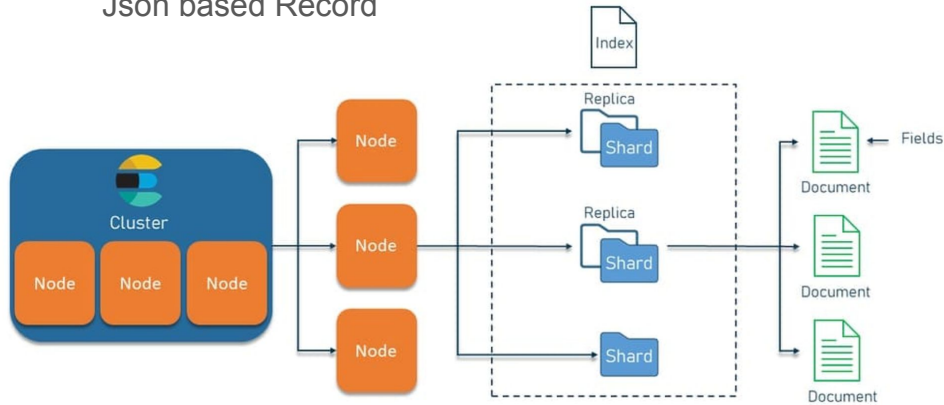 Json based Record
Index
Cluster
Node
Node
Node
Node
Node
Node
Replica
Shard
Replica
Shard
Shard
Document
Fields
Document
Document